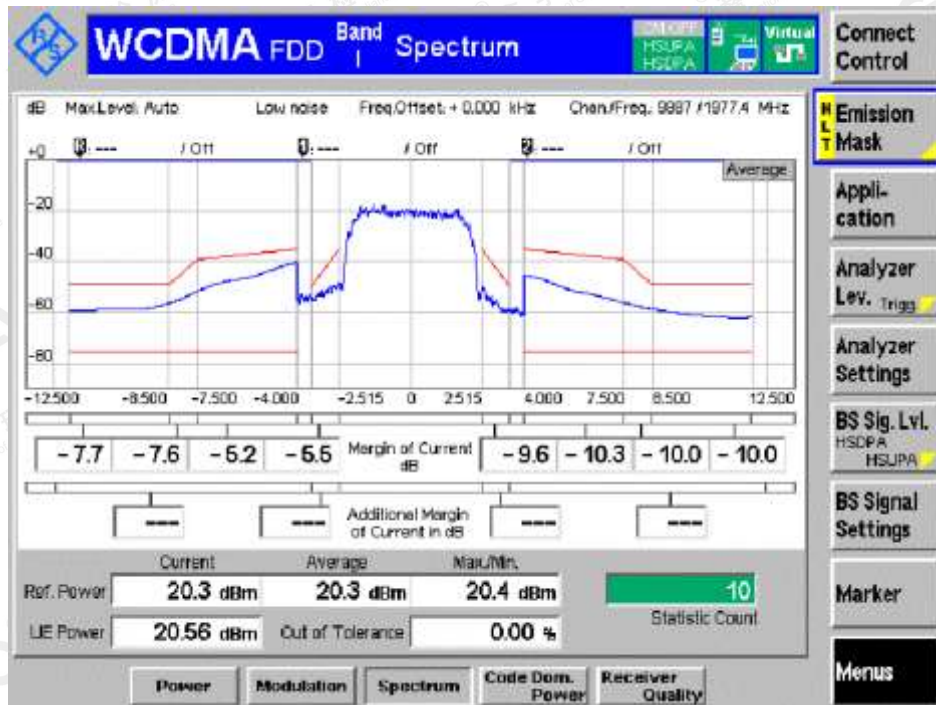 R&S
WCDMA FDD Band I Spectrum
CM-OFF
HSUPA
HSDPA
Virtual
Connect Control
dB Max.Level: Auto Low noise Freq.Offset: + 0.000 kHz Chan./Freq.: 9887 / 1977.4 MHz
HLT
Emission Mask
: --- / Off 1: --- / Off 2: --- / Off
+0
Average
Appli- cation
-20
-40
Analyzer Lev. Trigg.
-60
-80
Analyzer Settings
-12.500 -8.500 -7.500 -4.000 -2.515 0 2.515 4.000 7.500 8.500 12.500
BS Sig. Lvl.
HSDPA
HSUPA
-7.7 -7.6 -5.2 -5.5 Margin of Current dB -9.6 -10.3 -10.0 -10.0
BS Signal Settings
--- --- Additional Margin of Current in dB --- ---
Current Average Max./Min.
Ref. Power 20.3 dBm 20.3 dBm 20.4 dBm 10
Statistic Count
Marker
UE Power 20.56 dBm Out of Tolerance 0.00 %
Power Modulation Spectrum Code Dom. Power Receiver Quality
Menus